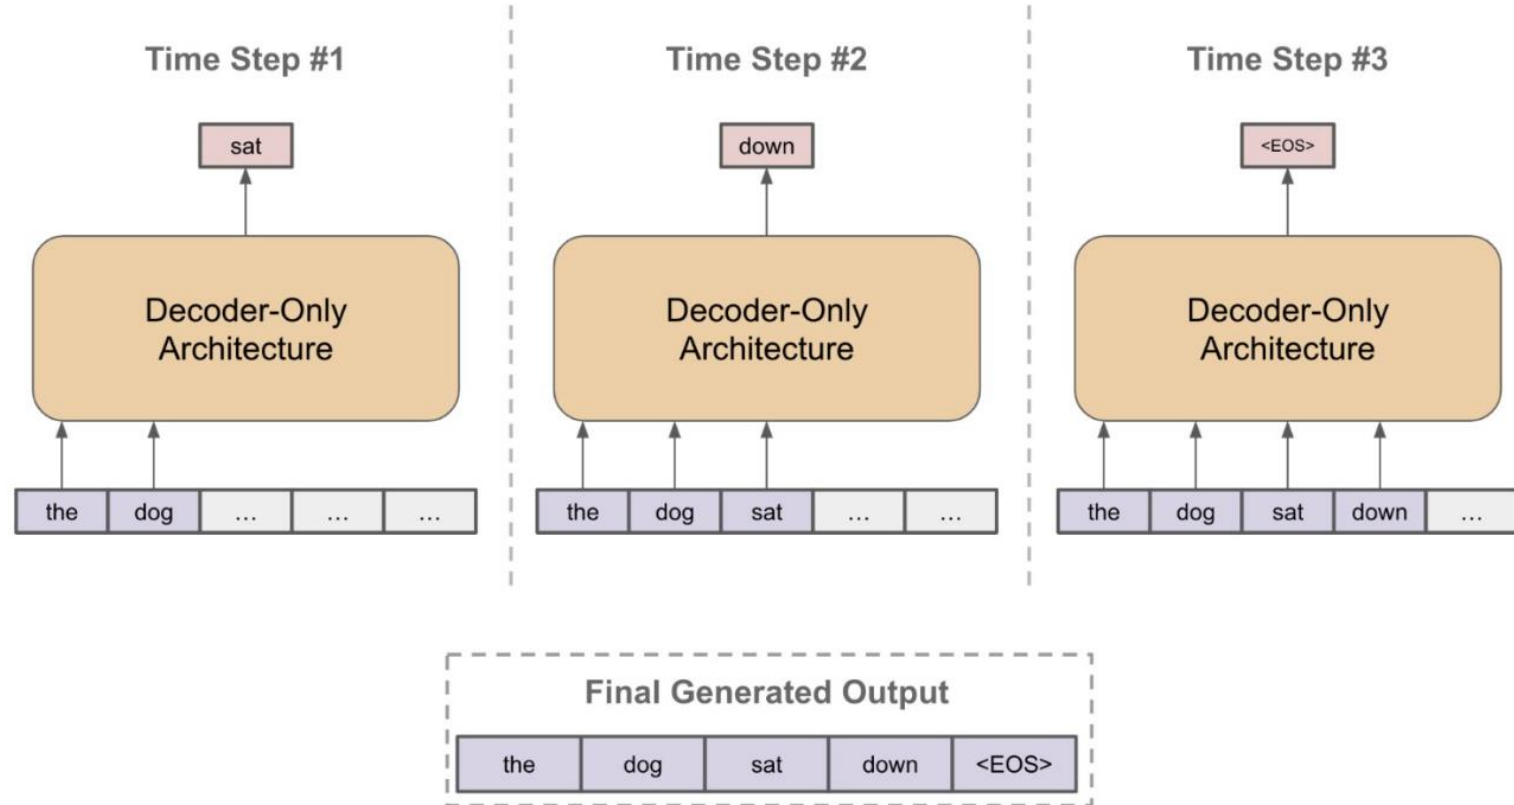 Time Step #1
Time Step #2
Time Step #3
sat
down
<EOS>
Decoder-Only
Architecture
Decoder-Only
Architecture
Decoder-Only
Architecture
the dog … … …
the dog sat … …
the dog sat down …
Final Generated Output
the dog sat down <EOS>